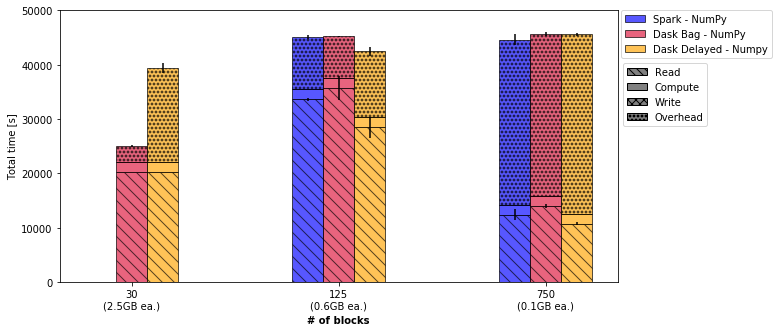 50000
40000
30000
20000
10000
0
Total time [s]
30
(2.5GB ea.)
125
(0.6GB ea.)
750
(0.1GB ea.)
# of blocks
Spark - NumPy
Dask Bag - NumPy
Dask Delayed - Numpy
Read
Compute
Write
Overhead